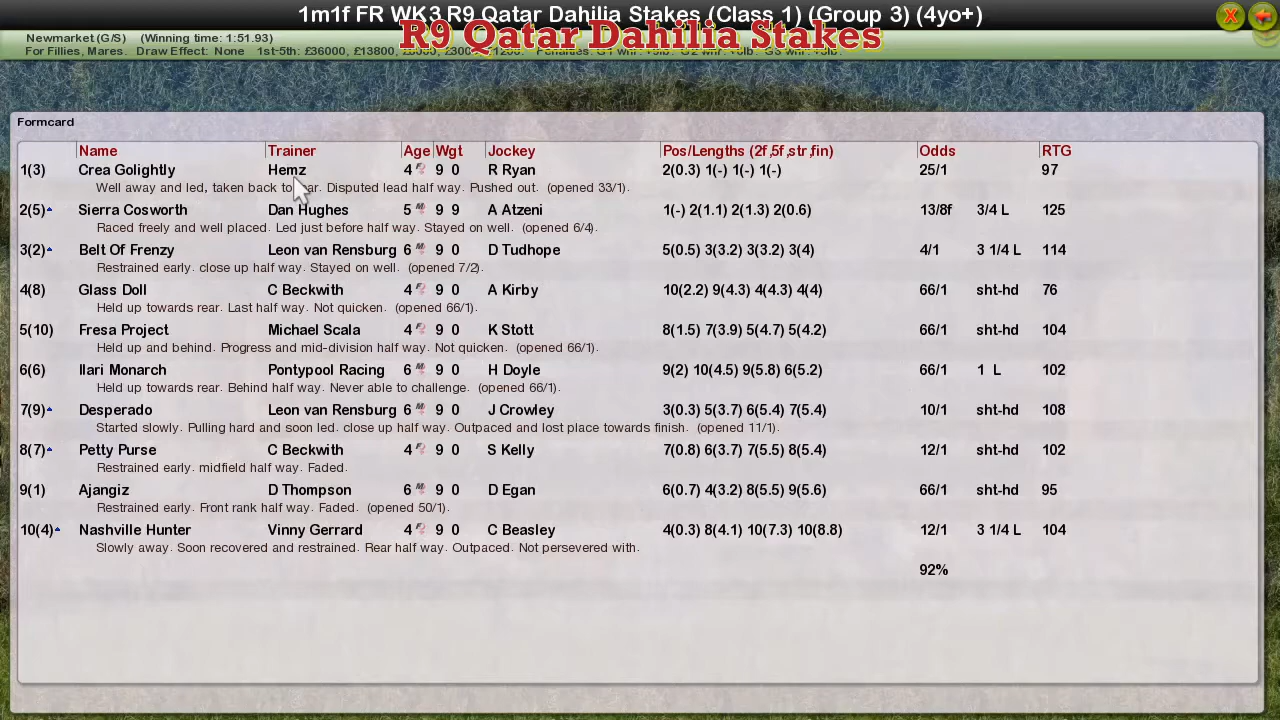 1m1f FR WK3 R9 Qatar Dahilia Stakes (Class 1) (Group 3) (4yo+)
R9 Qatar Dahilia Stakes
Newmarket (G/S) (Winning time: 1:51.93)
For Fillies, Mares. Draw Effect: None 1st-5th: £36000, £13800,
Formcard
Name Trainer Age Wgt Jockey Pos/Lengths (2f,5f,str,fin) Odds RTG
1(3) Crea Golightly Hemz 4 F 9 0 R Ryan 2(0.3) 1(-) 1(-) 1(-) 25/1 97
Well away and led, taken back to rear. Disputed lead half way. Pushed out. (opened 33/1).
2(5) Sierra Cosworth Dan Hughes 5 M 9 9 A Atzeni 1(-) 2(1.1) 2(1.3) 2(0.6) 13/8f 3/4 L 125
Raced freely and well placed. Led just before half way. Stayed on well. (opened 6/4).
3(2) Belt Of Frenzy Leon van Rensburg 6 M 9 0 D Tudhope 5(0.5) 3(3.2) 3(3.2) 3(4) 4/1 3 1/4 L 114
Restrained early. close up half way. Stayed on well. (opened 7/2).
4(8) Glass Doll C Beckwith 4 F 9 0 A Kirby 10(2.2) 9(4.3) 4(4.3) 4(4) 66/1 sht-hd 76
Held up towards rear. Last half way. Not quicken. (opened 66/1).
5(10) Fresa Project Michael Scala 4 F 9 0 K Stott 8(1.5) 7(3.9) 5(4.7) 5(4.2) 66/1 sht-hd 104
Held up and behind. Progress and mid-division half way. Not quicken. (opened 66/1).
6(6) Ilari Monarch Pontypool Racing 6 M 9 0 H Doyle 9(2) 10(4.5) 9(5.8) 6(5.2) 66/1 1 L 102
Held up towards rear. Behind half way. Never able to challenge. (opened 66/1).
7(9) Desperado Leon van Rensburg 6 M 9 0 J Crowley 3(0.3) 5(3.7) 6(5.4) 7(5.4) 10/1 sht-hd 108
Started slowly. Pulling hard and soon led. close up half way. Outpaced and lost place towards finish. (opened 11/1).
8(7) Petty Purse C Beckwith 4 F 9 0 S Kelly 7(0.8) 6(3.7) 7(5.5) 8(5.4) 12/1 sht-hd 102
Restrained early. midfield half way. Faded.
9(1) Ajangiz D Thompson 6 M 9 0 D Egan 6(0.7) 4(3.2) 8(5.5) 9(5.6) 66/1 sht-hd 95
Restrained early. Front rank half way. Faded. (opened 50/1).
10(4) Nashville Hunter Vinny Gerrard 4 F 9 0 C Beasley 4(0.3) 8(4.1) 10(7.3) 10(8.8) 12/1 3 1/4 L 104
Slowly away. Soon recovered and restrained. Rear half way. Outpaced. Not persevered with.
92%